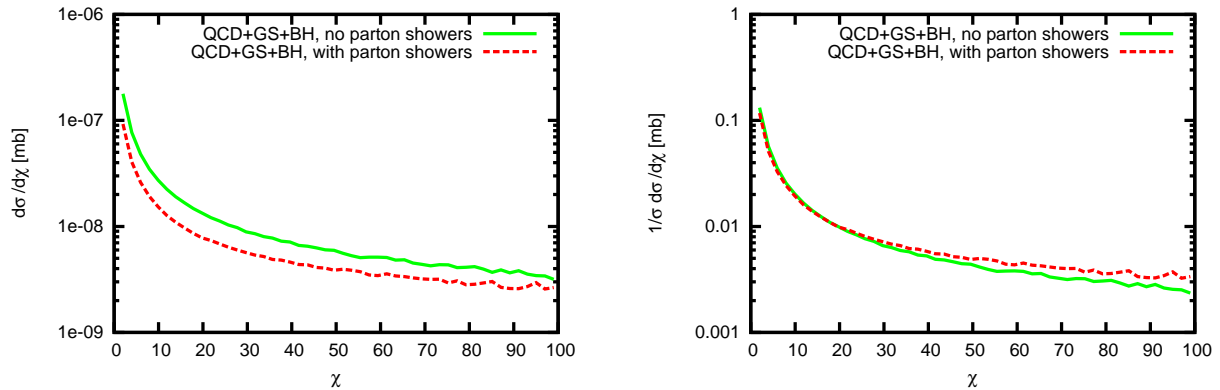 1e-06
1e-07
1e-08
1e-09
dσ/dχ [mb]
QCD+GS+BH, no parton showers
QCD+GS+BH, with parton showers
0 10 20 30 40 50 60 70 80 90 100
χ
1
0.1
0.01
0.001
1/σ dσ/dχ [mb]
QCD+GS+BH, no parton showers
QCD+GS+BH, with parton showers
0 10 20 30 40 50 60 70 80 90 100
χ